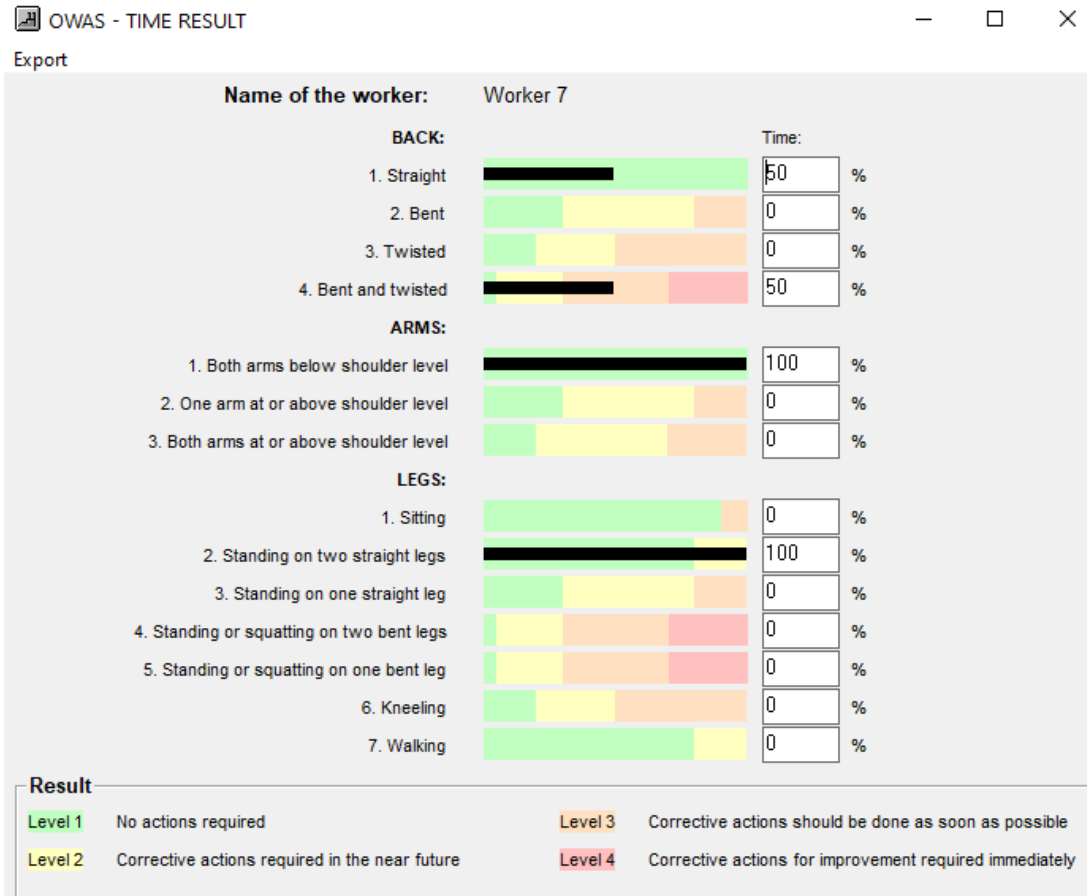 OWAS - TIME RESULT
Export
Name of the worker: Worker 7
BACK: Time:
1. Straight 50 %
2. Bent 0 %
3. Twisted 0 %
4. Bent and twisted 50 %
ARMS:
1. Both arms below shoulder level 100 %
2. One arm at or above shoulder level 0 %
3. Both arms at or above shoulder level 0 %
LEGS:
1. Sitting 0 %
2. Standing on two straight legs 100 %
3. Standing on one straight leg 0 %
4. Standing or squatting on two bent legs 0 %
5. Standing or squatting on one bent leg 0 %
6. Kneeling 0 %
7. Walking 0 %
Result
Level 1 No actions required Level 3 Corrective actions should be done as soon as possible
Level 2 Corrective actions required in the near future Level 4 Corrective actions for improvement required immediately